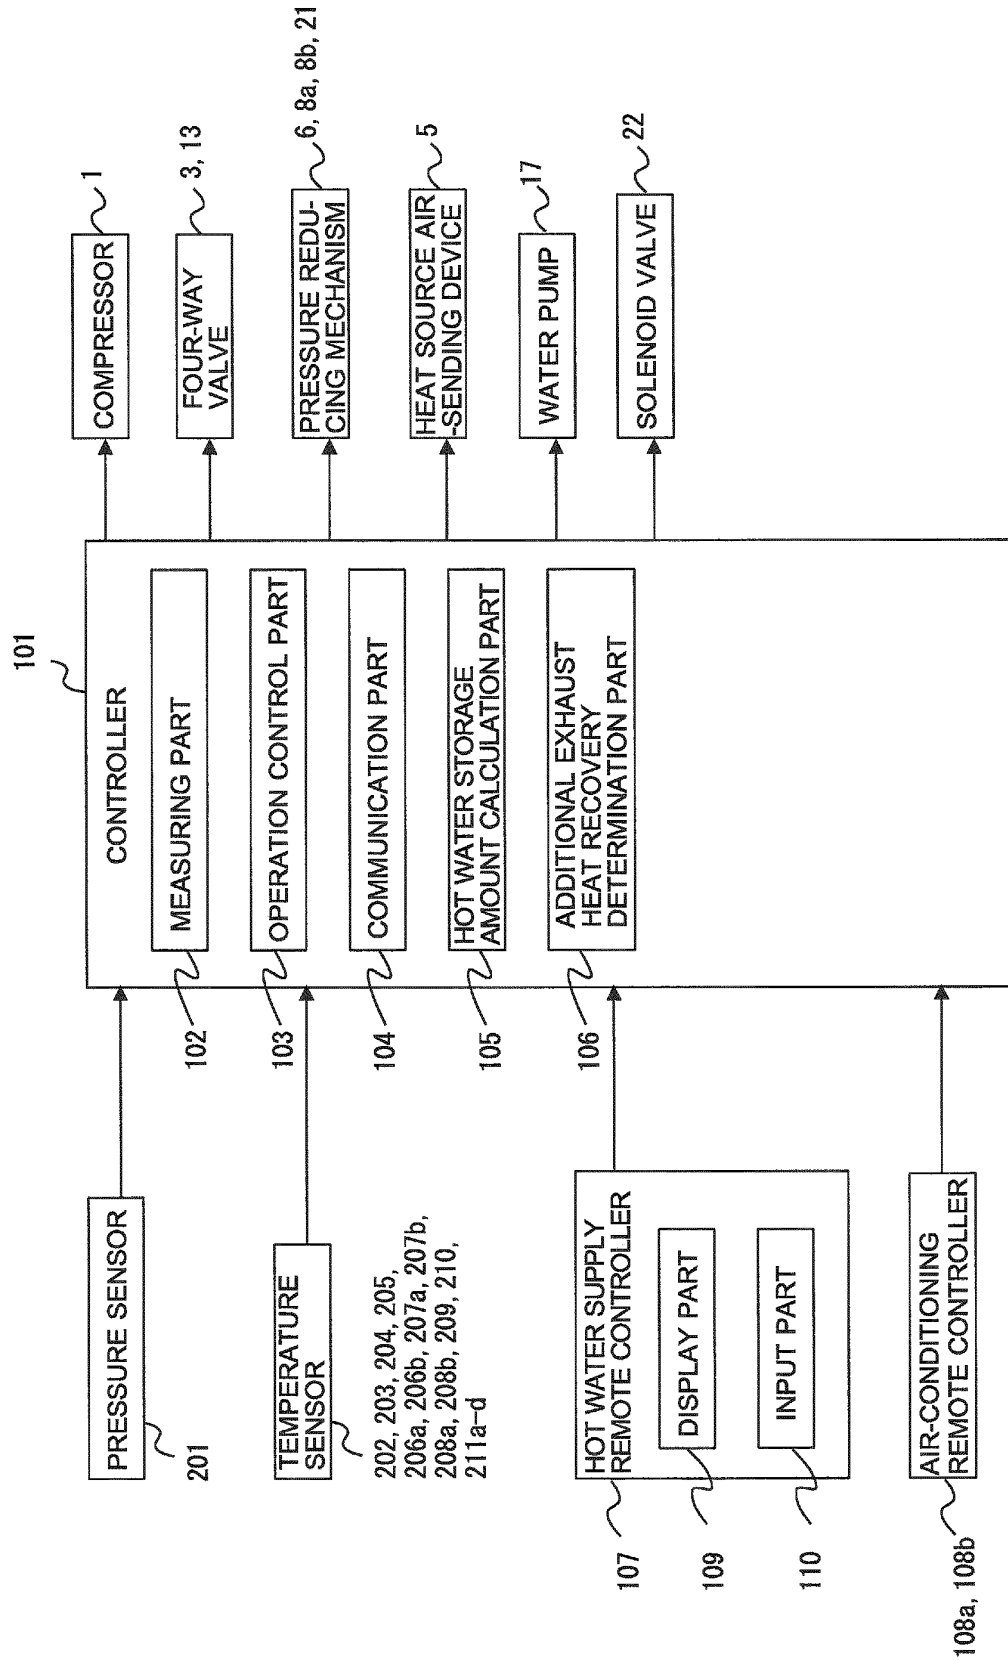 PRESSURE SENSOR
201
TEMPERATURE
SENSOR
202, 203, 204, 205,
206a, 206b, 207a, 207b,
208a, 208b, 209, 210,
211a-d
HOT WATER SUPPLY
REMOTE CONTROLLER
107
DISPLAY PART
109
INPUT PART
110
AIR-CONDITIONING
REMOTE CONTROLLER
108a, 108b
101
CONTROLLER
MEASURING PART
102
OPERATION CONTROL PART
103
COMMUNICATION PART
104
HOT WATER STORAGE
AMOUNT CALCULATION PART
105
ADDITIONAL EXHAUST
HEAT RECOVERY
DETERMINATION PART
106
COMPRESSOR
1
FOUR-WAY
VALVE
3, 13
PRESSURE REDU-
CING MECHANISM
6, 8a, 8b, 21
HEAT SOURCE AIR
-SENDING DEVICE
5
WATER PUMP
17
SOLENOID VALVE
22